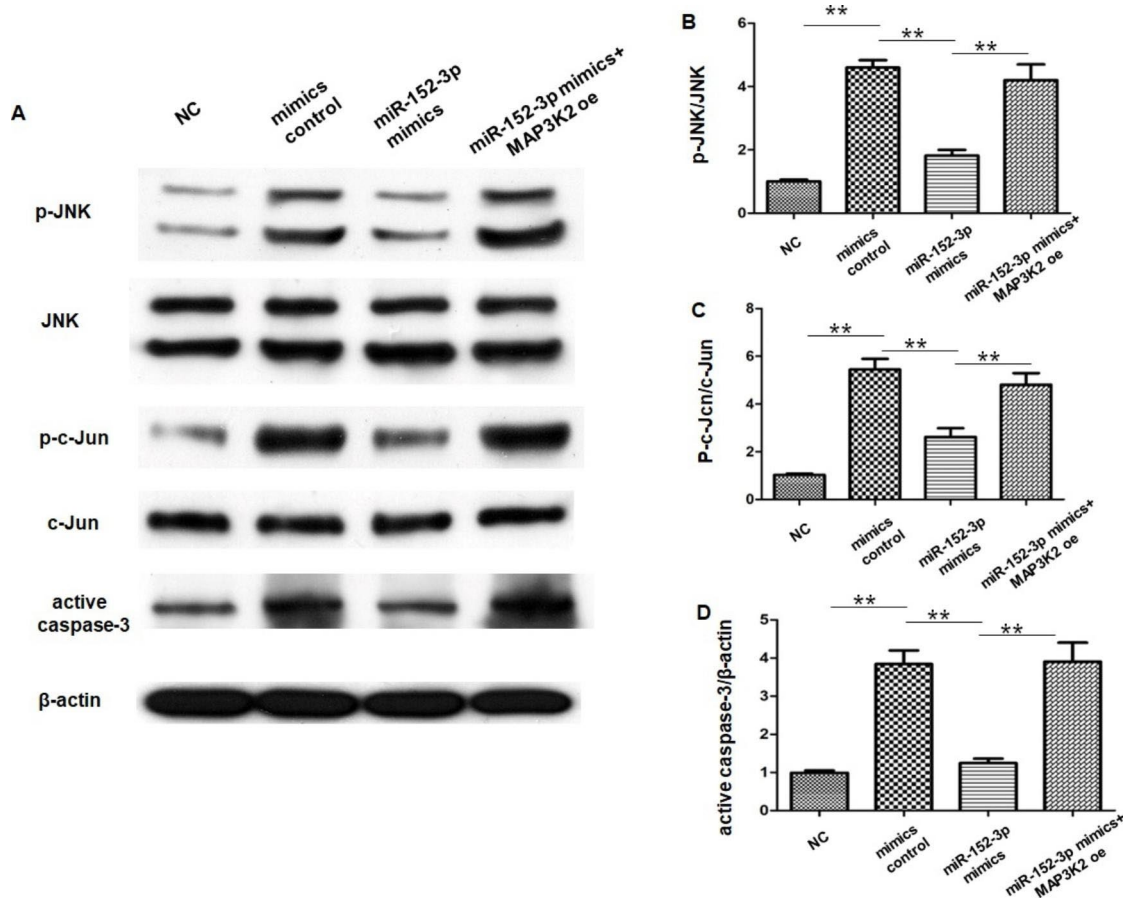 A
NC
mimics
control
miR-152-3p
mimics
miR-152-3p mimics+
MAP3K2 oe
p-JNK
JNK
p-c-Jun
c-Jun
active
caspase-3
β-actin
B
p-JNK/JNK
6
4
2
0
**
**
**
NC
mimics
control
miR-152-3p
mimics
miR-152-3p mimics+
MAP3K2 oe
C
P-c-Jcn/c-Jun
8
6
4
2
0
**
**
**
NC
mimics
control
miR-152-3p
mimics
miR-152-3p mimics+
MAP3K2 oe
D
active caspase-3/β-actin
5
4
3
2
1
0
**
**
**
NC
mimics
control
miR-152-3p
mimics
miR-152-3p mimics+
MAP3K2 oe